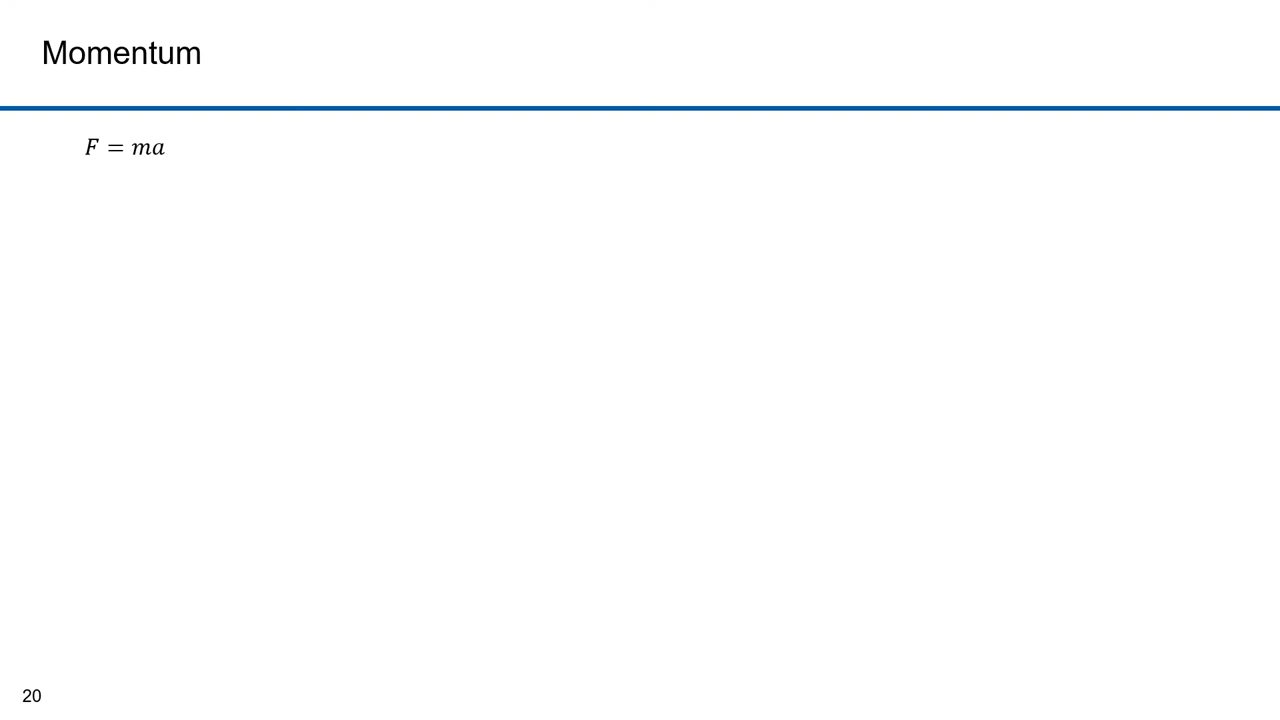 Momentum
𝐹 = 𝑚𝑎
20